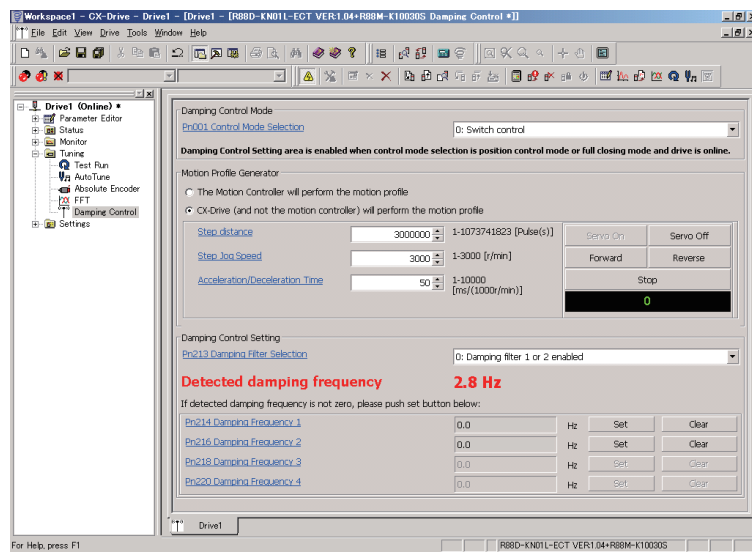 Workspace1 - CX-Drive - Drive1 - [Drive1 - [R88D-KN01L-ECT VER:1.04+R88M-K10030S Damping Control *]]
File Edit View Drive Tools Window Help
Drive1 (Online) *
Parameter Editor
Status
Monitor
Tuning
Test Run
AutoTune
Absolute Encoder
FFT
Damping Control
Settings
Damping Control Mode
Pn001 Control Mode Selection
0: Switch control
Damping Control Setting area is enabled when control mode selection is position control mode or full closing mode and drive is online.
Motion Profile Generator
The Motion Controller will perform the motion profile
CX-Drive (and not the motion controller) will perform the motion profile
Step distance 3000000 1-1073741823 [Pulse(s)] Servo On Servo Off
Step Jog Speed 3000 1-3000 [r/min] Forward Reverse
Acceleration/Deceleration Time 50 1-10000 [ms/(1000r/min)] Stop
0
Damping Control Setting
Pn213 Damping Filter Selection 0: Damping filter 1 or 2 enabled
Detected damping frequency 2.8 Hz
If detected damping frequency is not zero, please push set button below:
Pn214 Damping Frequency 1 0.0 Hz Set Clear
Pn216 Damping Frequency 2 0.0 Hz Set Clear
Pn218 Damping Frequency 3 0.0 Hz Set Clear
Pn220 Damping Frequency 4 0.0 Hz Set Clear
Drive1
For Help, press F1
R88D-KN01L-ECT VER:1.04+R88M-K10030S